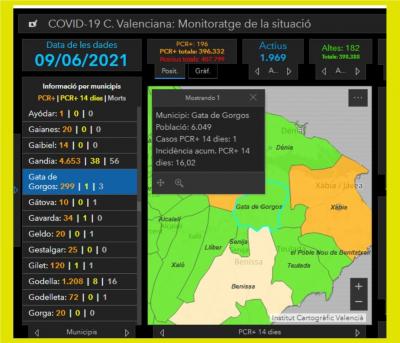 COVID-19 C. Valenciana: Monitoratge de la situació
Data de les dades
09/06/2021
PCR+: 196
PCR+ totals: 396.332
Positius totals: 407.799
Actius
1.969
Altes: 182
Totals: 398.388
Posit.
Gràf.
A...
A...
Informació per municipis
PCR+ | PCR+ 14 dies | Morts
Ayódar: 1 | 0 | 0
Gaianes: 20 | 0 | 0
Gaibiel: 14 | 0 | 0
Gandia: 4.653 | 38 | 56
Gata de
Gorgos: 299 | 1 | 3
Gátova: 10 | 0 | 1
Gavarda: 34 | 1 | 0
Geldo: 20 | 0 | 1
Gestalgar: 25 | 0 | 0
Gilet: 120 | 1 | 1
Godella: 1.208 | 8 | 16
Godelleta: 72 | 0 | 1
Gorga: 20 | 0 | 0
Municipis
Mostrando 1
Municipi: Gata de Gorgos
Població: 6.049
Casos PCR+ 14 dies: 1
Incidència acum. PCR+ 14
dies: 16,02
Dénia
Dénia
Xàbia / Jávea
Xàbia
Gata de Gorgos
Alcalalí
Alcalalí
Senija
Senija
Llíber
Xaló
Teulada
Teulada
el Poble Nou de Benitatxell
Benissa
Benissa
Institut Cartogràfic Valencià
PCR+ 14 dies